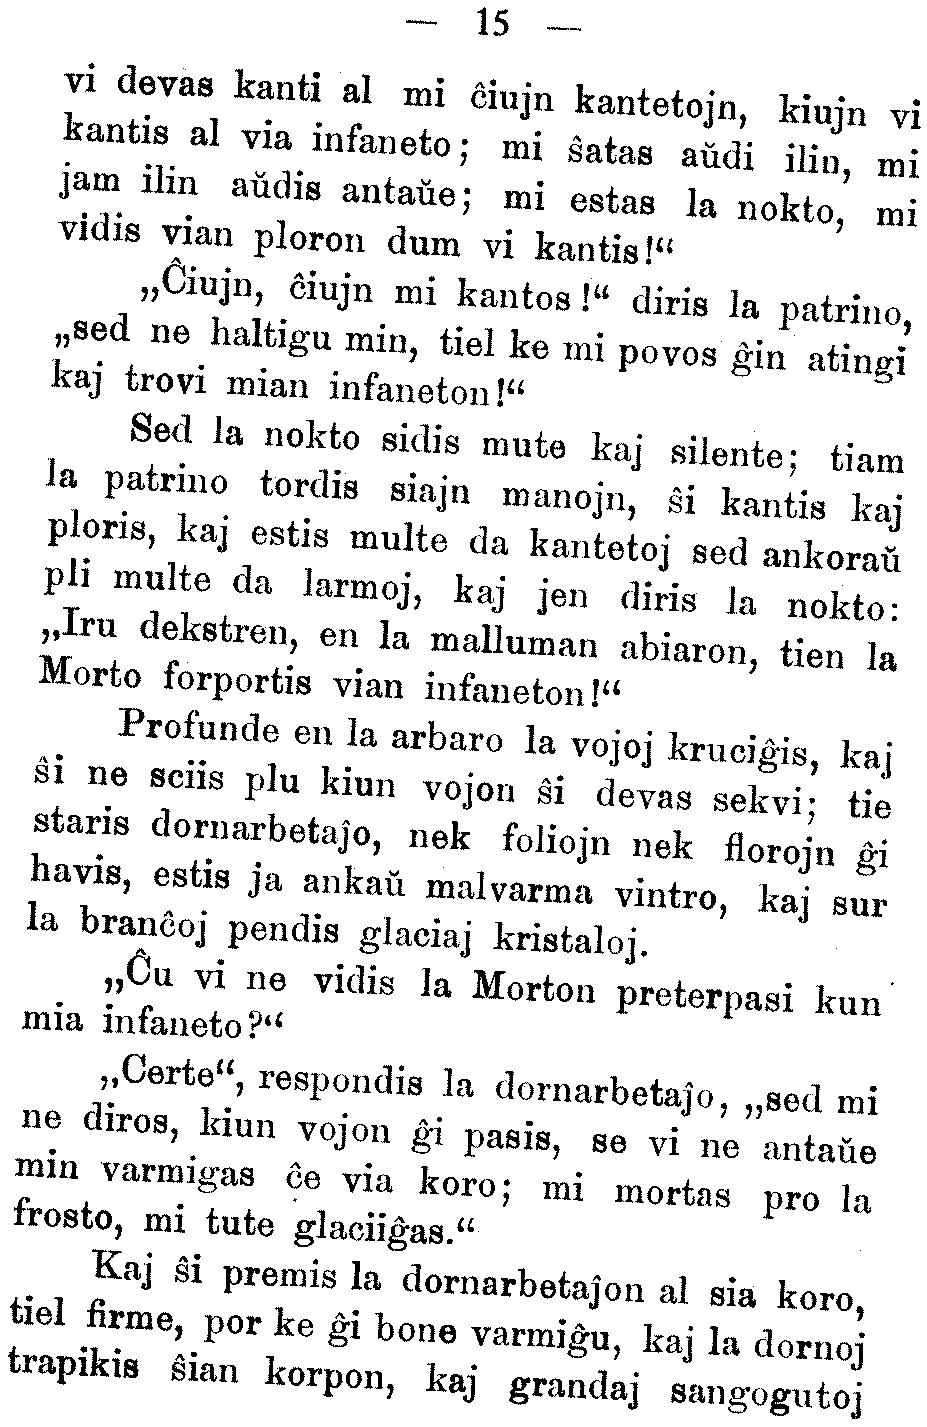 — 15 —
vi devas kanti al mi ĉiujn kantetojn, kiujn vi
kantis al via infaneto; mi ŝatas aŭdi ilin, mi
jam ilin aŭdis antaŭe; mi estas la nokto, mi
vidis vian ploron dum vi kantis!“
„Ĉiujn, ĉiujn mi kantos!“ diris la patrino,
„sed ne haltigu min, tiel ke mi povos ĝin atingi
kaj trovi mian infaneton!“
Sed la nokto sidis mute kaj silente; tiam
la patrino tordis siajn manojn, ŝi kantis kaj
ploris, kaj estis multe da kantetoj sed ankoraŭ
pli multe da larmoj, kaj jen diris la nokto:
„Iru dekstren, en la malluman abiaron, tien la
Morto forportis vian infaneton!“
Profunde en la arbaro la vojoj kruciĝis, kaj
ŝi ne sciis plu kiun vojon ŝi devas sekvi; tie
staris dornarbetaĵo, nek foliojn nek florojn ĝi
havis, estis ja ankaŭ malvarma vintro, kaj sur
la branĉoj pendis glaciaj kristaloj.
„Ĉu vi ne vidis la Morton preterpasi kun
mia infaneto?“
„Certe“, respondis la dornarbetaĵo, „sed mi
ne diros, kiun vojon ĝi pasis, se vi ne antaŭe
min varmigas ĉe via koro; mi mortas pro la
frosto, mi tute glaciiĝas.“
Kaj ŝi premis la dornarbetaĵon al sia koro,
tiel firme, por ke ĝi bone varmiĝu, kaj la dornoj
trapikis ŝian korpon, kaj grandaj sangogutoj